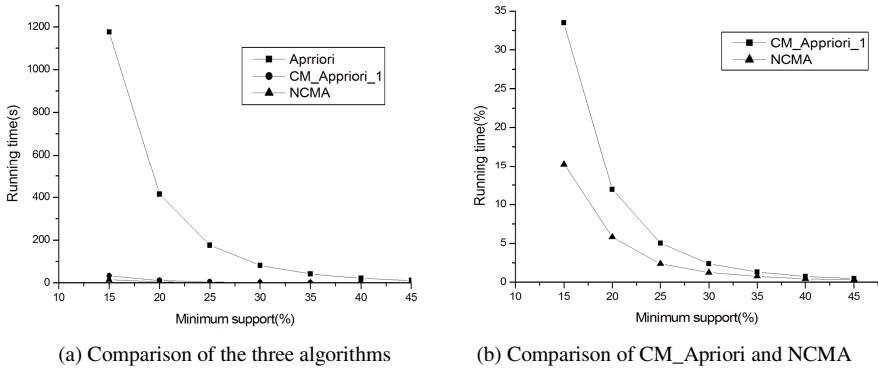 1200
1000
800
600
400
200
0
Running time(s)
10 15 20 25 30 35 40 45
Minimum support(%)
Aprriori
CM_Appriori_1
NCMA
(a) Comparison of the three algorithms
35
30
25
20
15
10
5
0
Running time(%)
10 15 20 25 30 35 40 45
Minimum support(%)
CM_Appriori_1
NCMA
(b) Comparison of CM_Apriori and NCMA